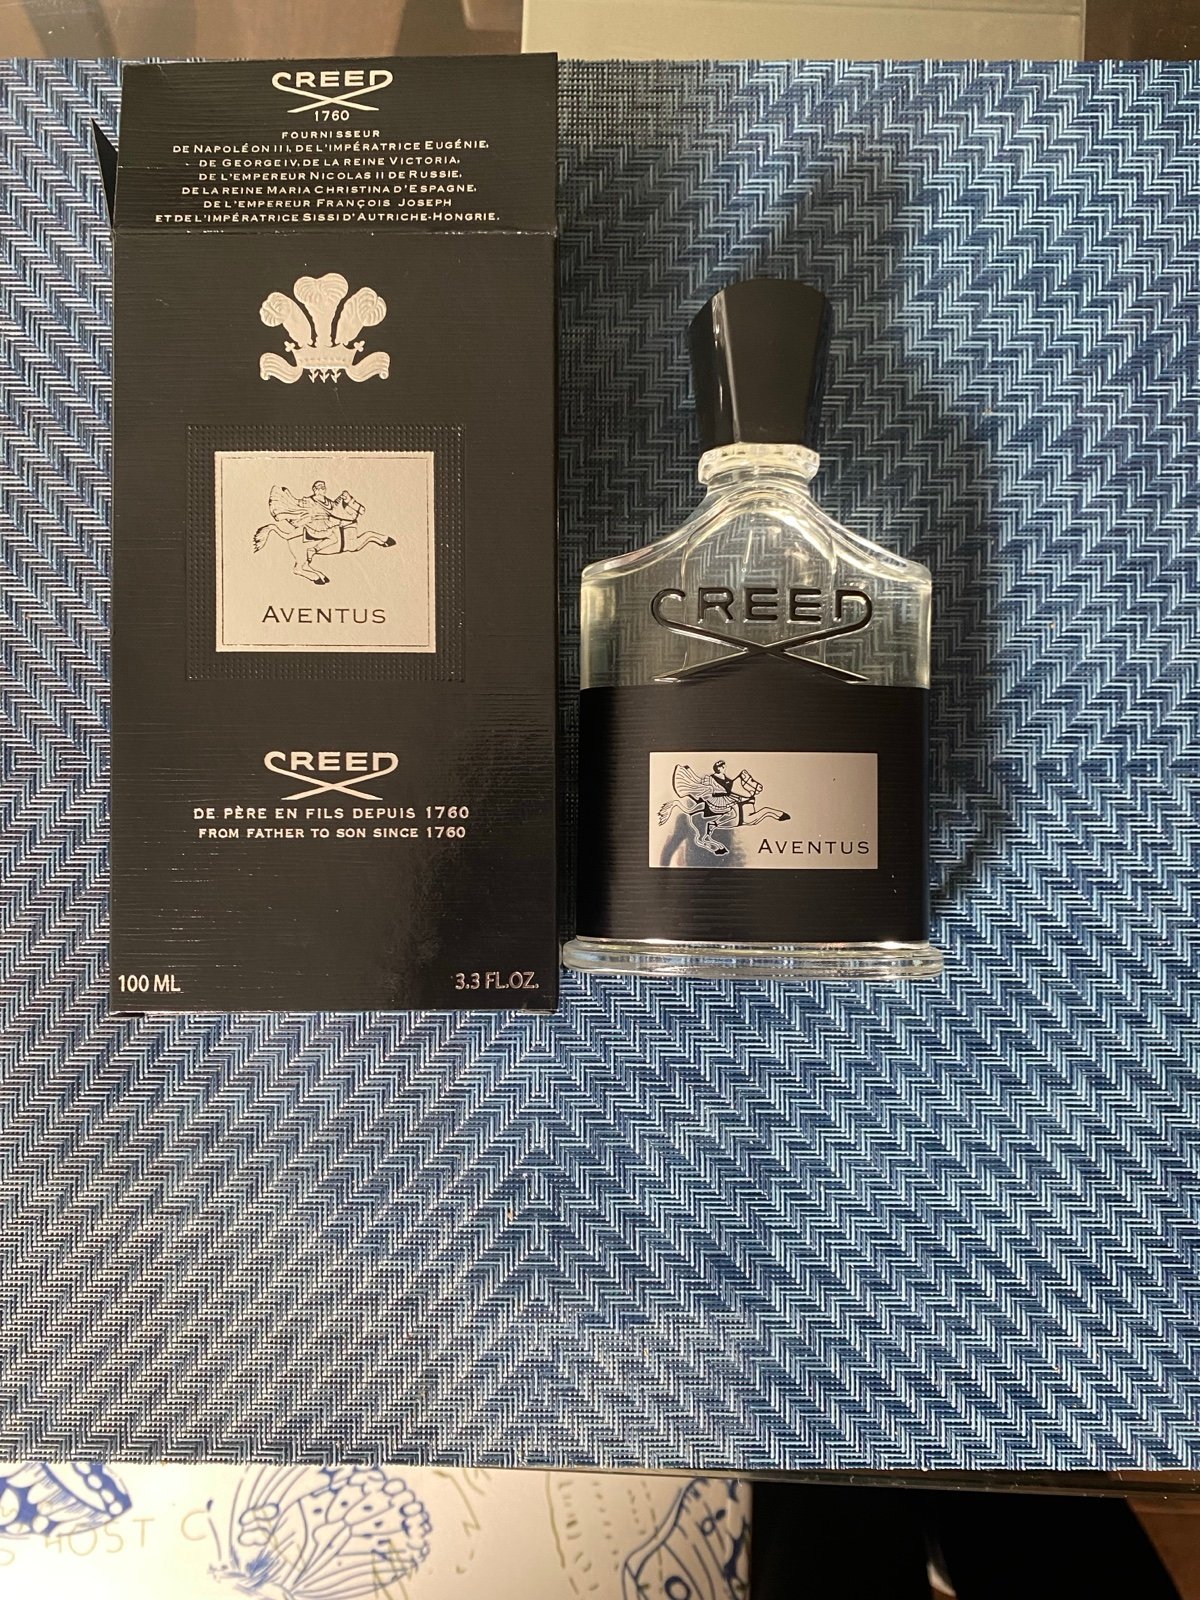 CREED
1760
FOURNISSEUR
DE NAPOLÉON III, DE L'IMPÉRATRICE EUGÉNIE,
DE GEORGE IV, DE LA REINE VICTORIA,
DE L'EMPEREUR NICOLAS II DE RUSSIE,
DE LA REINE MARIA CHRISTINA D'ESPAGNE,
DE L'EMPEREUR FRANÇOIS JOSEPH
ET DE L'IMPÉRATRICE SISSI D'AUTRICHE-HONGRIE.
AVENTUS
CREED
DE PÈRE EN FILS DEPUIS 1760
FROM FATHER TO SON SINCE 1760
100 ML
3.3 FL.OZ.
CREED
AVENTUS
HOST